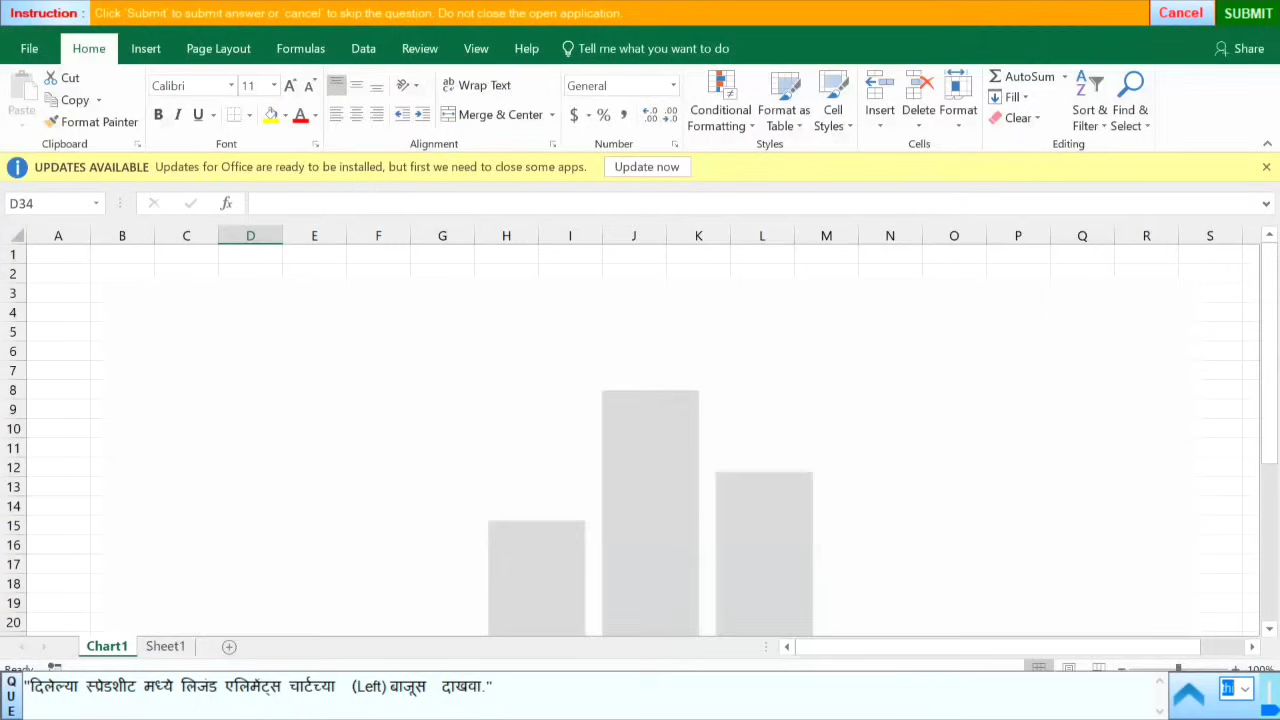 Instruction : Click 'Submit' to submit answer or 'cancel' to skip the question. Do not close the open application. Cancel SUBMIT
File Home Insert Page Layout Formulas Data Review View Help Tell me what you want to do Share
Cut
Copy
Format Painter
Paste
Clipboard
Calibri 11
B I U
Font
Wrap Text
Merge & Center
Alignment
General
$ % ,
Number
Conditional Formatting
Format as Table
Cell Styles
Styles
Insert Delete Format
Cells
AutoSum
Fill
Clear
Sort & Filter
Find & Select
Editing
UPDATES AVAILABLE Updates for Office are ready to be installed, but first we need to close some apps. Update now
D34 fx
A B C D E F G H I J K L M N O P Q R S
1
2
3
4
5
6
7
8
9
10
11
12
13
14
15
16
17
18
19
20
Chart1 Sheet1
Ready 100%
QUE "दिलेल्या स्प्रेडशीट मध्ये लिजंड एलिमेंट्स चार्टच्या (Left) बाजूस दाखवा."